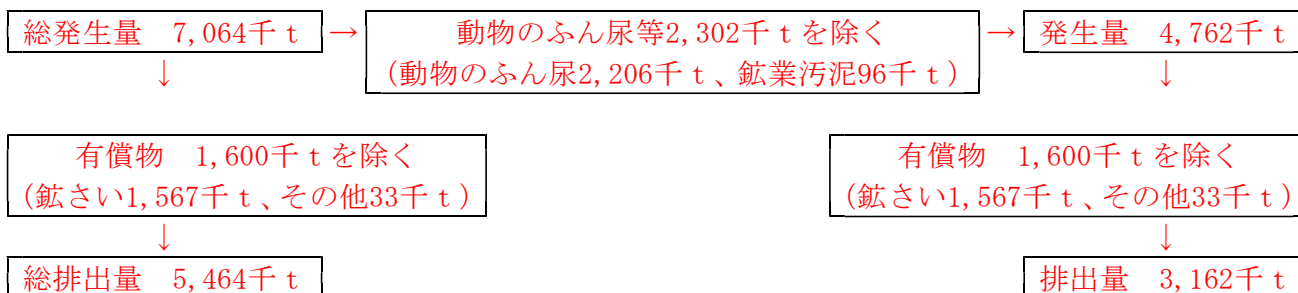 総発生量　7,064千ｔ → 動物のふん尿等2,302千ｔを除く → 発生量　4,762千ｔ
↓ (動物のふん尿2,206千ｔ、鉱業汚泥96千ｔ) ↓
有償物　1,600千ｔを除く 有償物　1,600千ｔを除く
(鉱さい1,567千ｔ、その他33千ｔ) (鉱さい1,567千ｔ、その他33千ｔ)
↓ ↓
総排出量　5,464千ｔ 排出量　3,162千ｔ